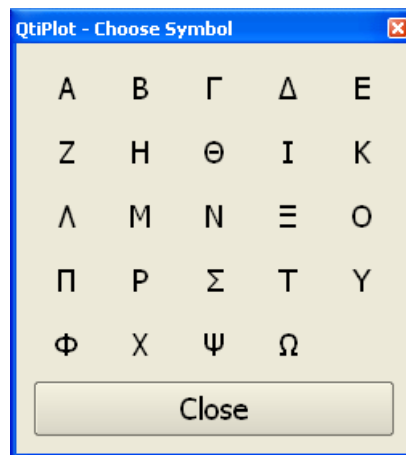 QtiPlot - Choose Symbol
Α Β Γ Δ Ε
Ζ Η Θ Ι Κ
Λ Μ Ν Ξ Ο
Π Ρ Σ Τ Υ
Φ Χ Ψ Ω
Close